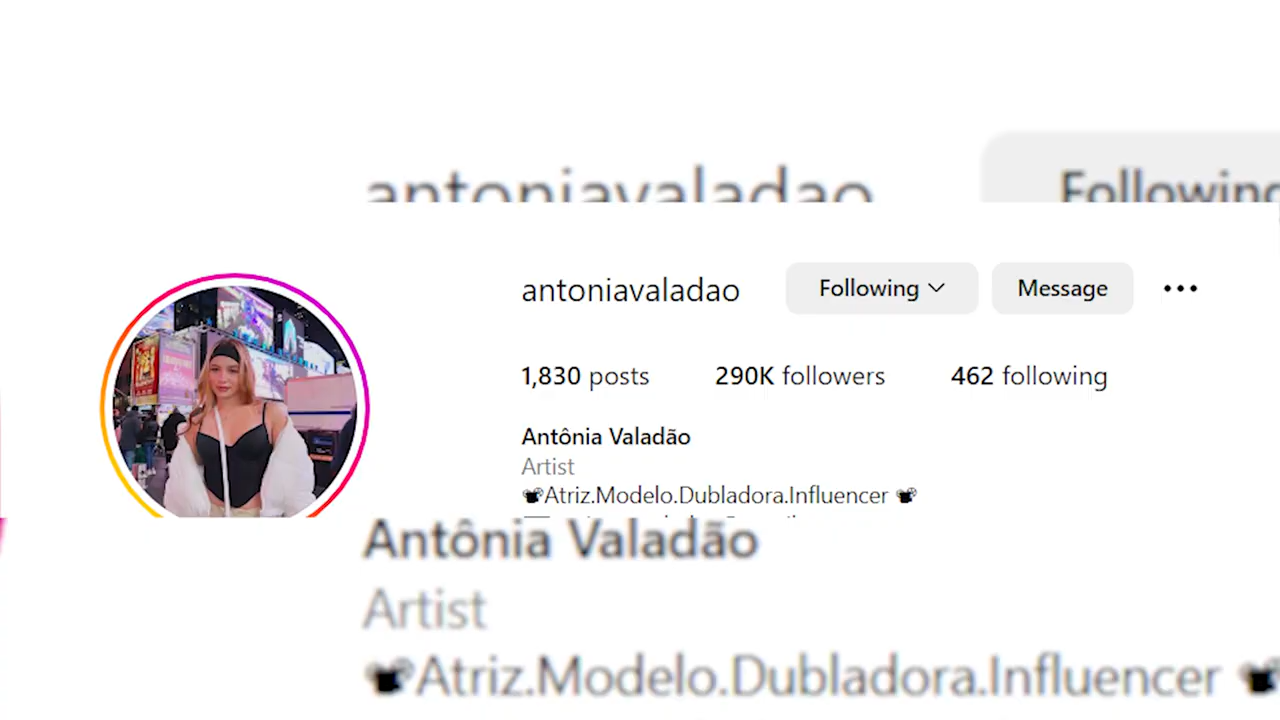 antoniavaladao
Following
antoniavaladao Following Message
1,830 posts 290K followers 462 following
Antônia Valadão
Artist
Atriz.Modelo.Dubladora.Influencer
Antônia Valadão
Artist
Atriz.Modelo.Dubladora.Influencer